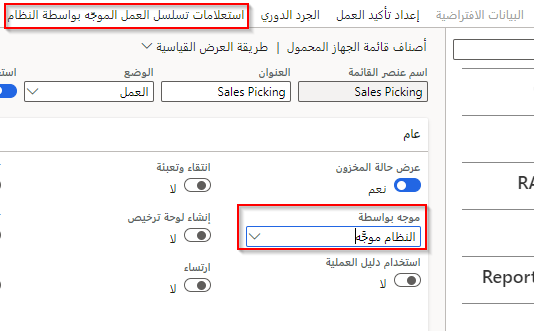 البيانات الافتراضية إعداد تأكيد العمل الجرد الدوري استعلامات تسلسل العمل الموجّه بواسطة النظام
أصناف قائمة الجهاز المحمول | طريقة العرض القياسية
اسم عنصر القائمة العنوان الوضع
Sales Picking Sales Picking العمل
عام
عرض حالة المخزون انتقاء وتعبئة
نعم لا
موجه بواسطة إنشاء لوحة ترخيص
النظام موجَّه لا
استخدام دليل العملية ارتساء
لا لا
RA
Report